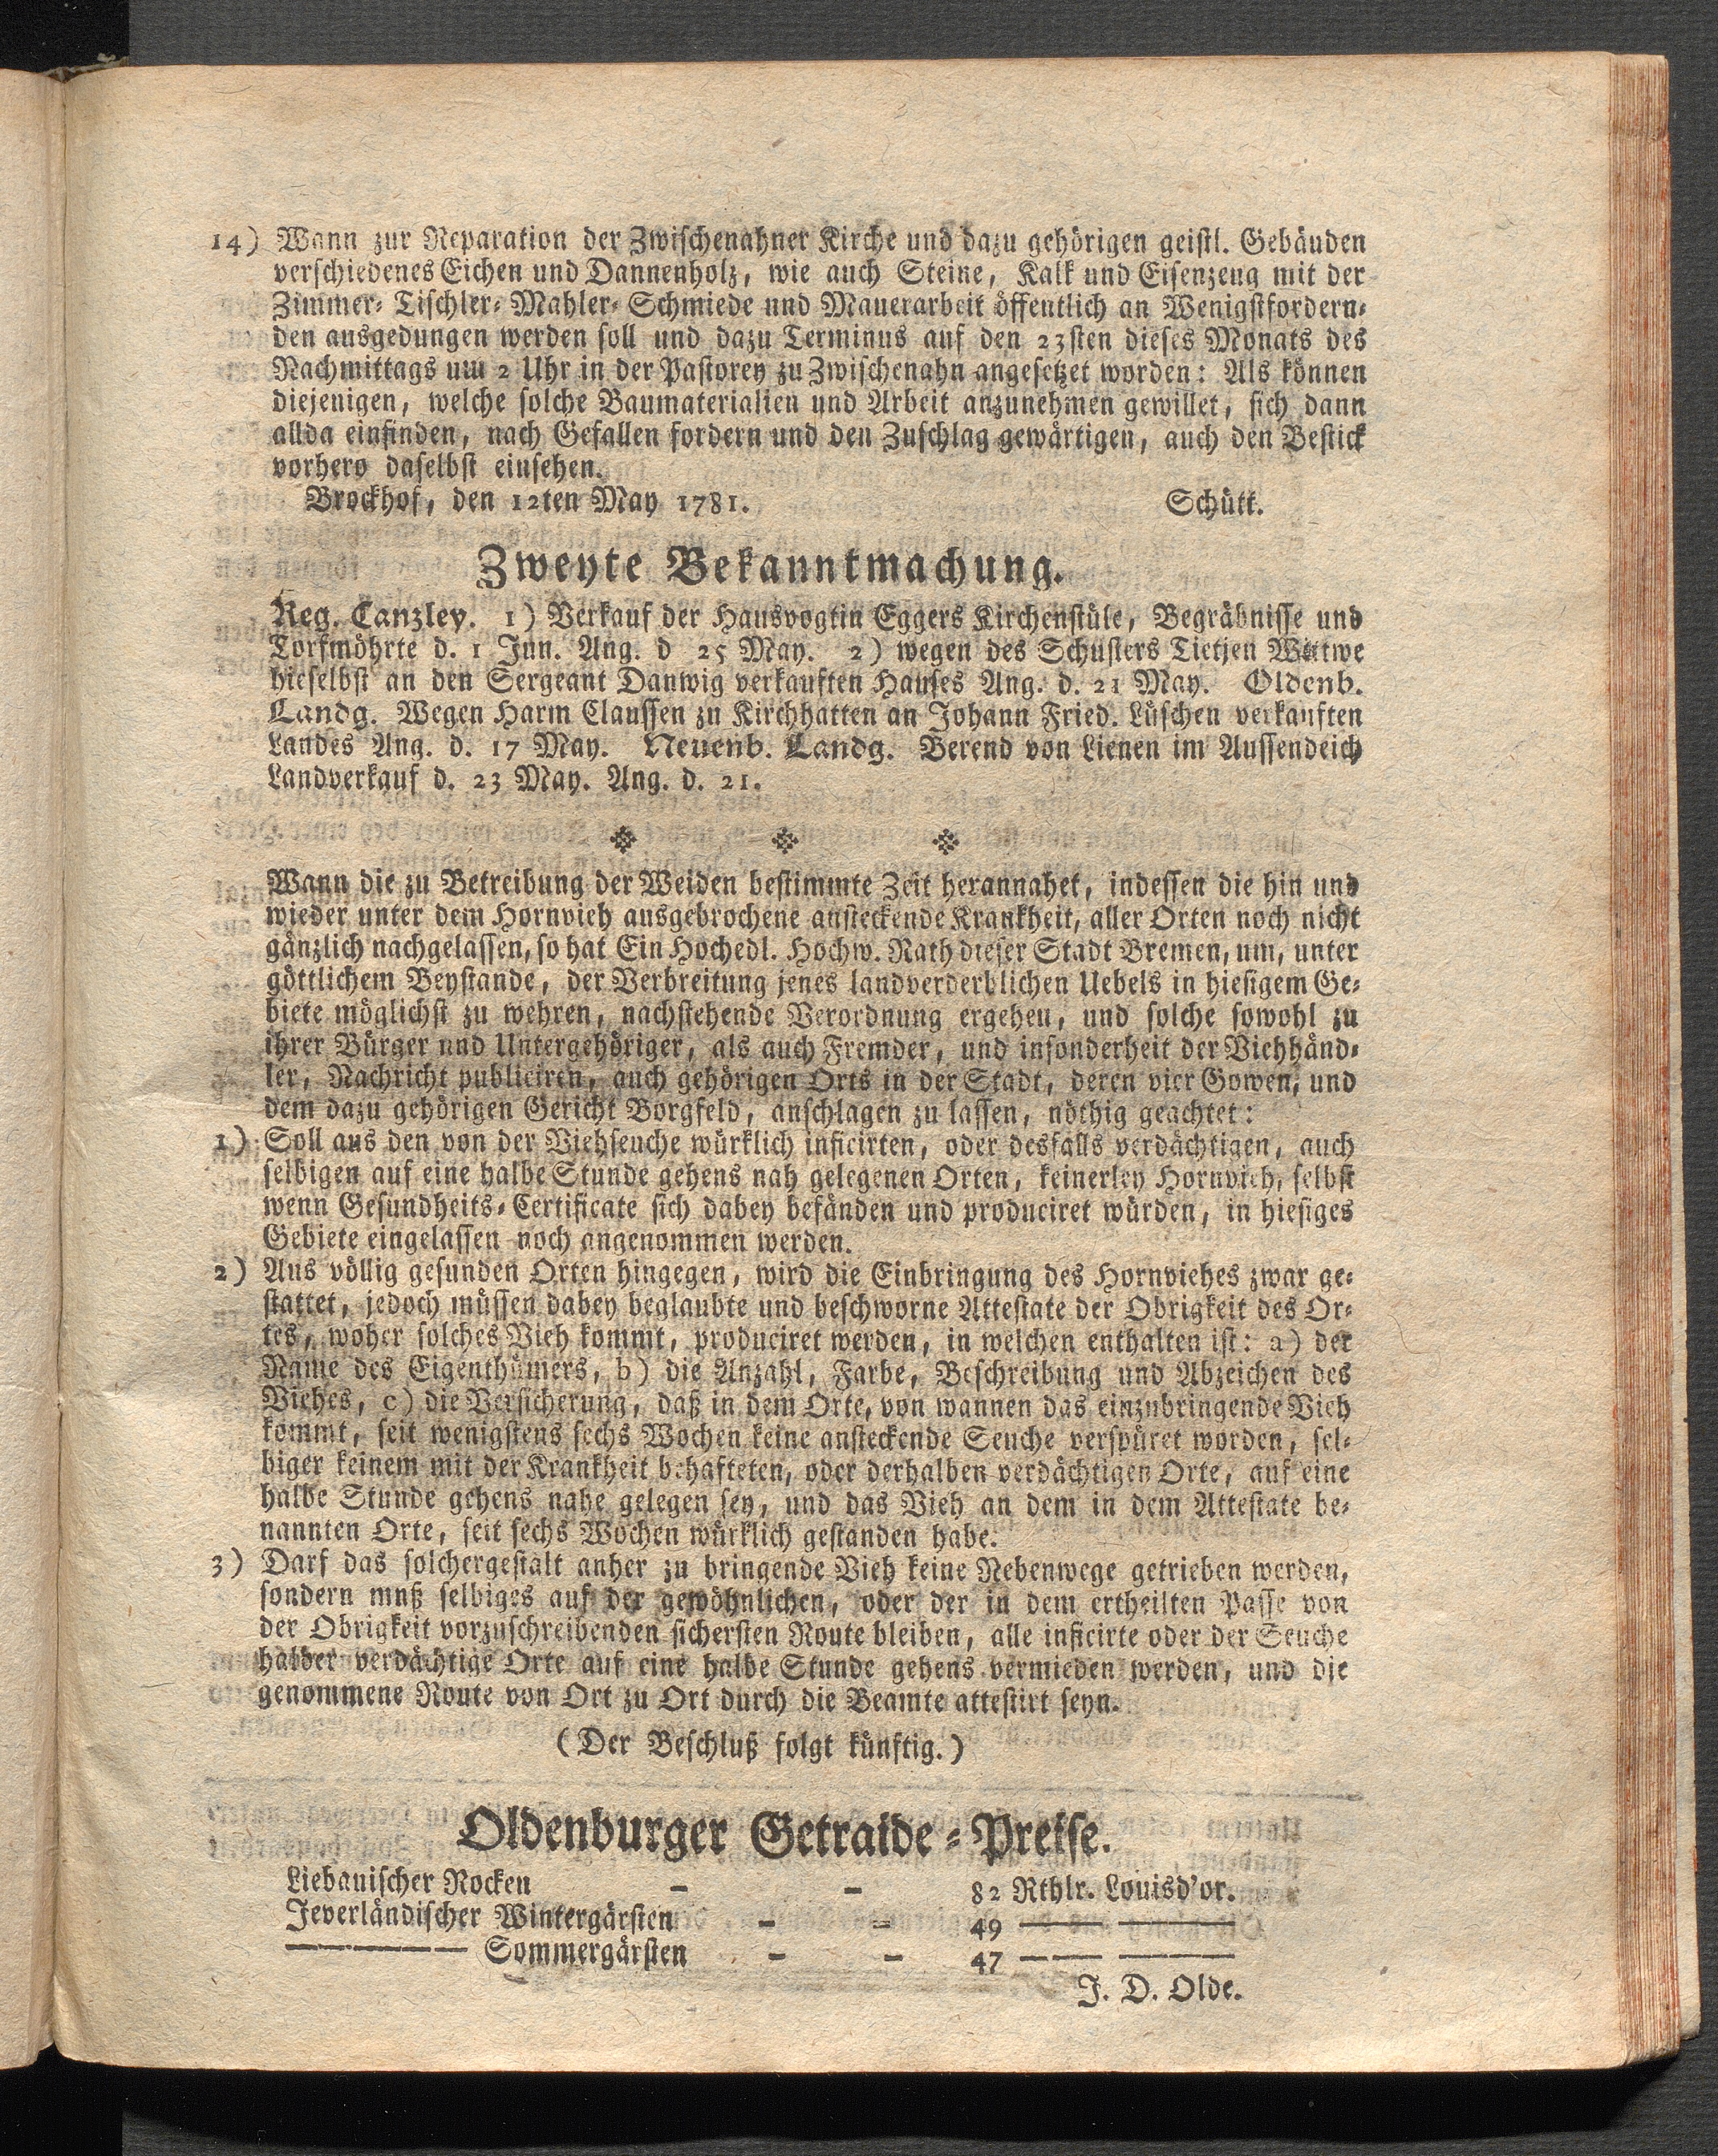 14) Wann zur Reparation der Zwischenahner Kirche und dazu gehörigen geistl. Gebäuden
verschiedenes Eichen und Dannenholz, wie auch Steine, Kalk und Eisenzeug mit der
Zimmer- Tischler- Mahler- Schmiede und Mauerarbeit öffentlich an Wenigstfordern-
den ausgedungen werden soll und dazu Terminus auf den 23sten dieses Monats des
Nachmittags um 2 Uhr in der Pastorey zu Zwischenahn angesetzet worden: Als können
diejenigen, welche solche Baumaterialien und Arbeit anzunehmen gewillet, sich dann
allda einfinden, nach Gefallen fordern und den Zuschlag gewärtigen, auch den Bestick
vorhero daselbst einsehen.
Brockhof, den 12ten May 1781. Schütt.
Zweyte Bekanntmachung.
Reg. Canzley. 1) Verkauf der Hausvogtin Eggers Kirchenstüle, Begräbnisse und
Torfmöhrte d. 1 Jun. Ang. d 25 May. 2) wegen des Schusters Tietjen Wittwe
hieselbst an den Sergeant Danwig verkauften Hauses Ang. d. 21 May. Oldenb.
Landg. Wegen Harm Claussen zu Kirchhatten an Johann Fried. Lüschen verkauften
Landes Ang. d. 17 May. Neuenb. Landg. Berend von Lienen im Aussendeich
Landverkauf d. 23 May. Ang. d. 21.
Wann die zu Betreibung der Weiden bestimmte Zeit herannahet, indessen die hin und
wieder unter dem Hornvieh ausgebrochene ansteckende Krankheit, aller Orten noch nicht
gänzlich nachgelassen, so hat Ein Hochedl. Hochw. Rath dieser Stadt Bremen, um, unter
göttlichem Beystande, der Verbreitung jenes landverderblichen Uebels in hiesigem Ge-
biete möglichst zu wehren, nachstehende Verordnung ergehen, und solche sowohl zu
ihrer Bürger und Untergehöriger, als auch Fremder, und insonderheit der Viehhänd-
ler, Nachricht publiciren, auch gehörigen Orts in der Stadt, deren vier Gowen, und
dem dazu gehörigen Gericht Borgfeld, anschlagen zu lassen, nöthig geachtet:
1) Soll aus den von der Viehseuche würklich inficirten, oder desfalls verdächtigen, auch
selbigen auf eine halbe Stunde gehens nah gelegenen Orten, keinerley Hornvieh, selbst
wenn Gesundheits-Certificate sich dabey befänden und produciret würden, in hiesiges
Gebiete eingelassen noch angenommen werden.
2) Aus völlig gesunden Orten hingegen, wird die Einbringung des Hornviehes zwar ge-
stattet, jedoch müssen dabey beglaubte und beschworne Attestate der Obrigkeit des Or-
tes, woher solches Vieh kommt, produciret werden, in welchen enthalten ist: a) der
Name des Eigenthümers, b) die Anzahl, Farbe, Beschreibung und Abzeichen des
Viehes, c) die Versicherung, daß in dem Orte, von wannen das einzubringende Vieh
kommt, seit wenigstens sechs Wochen keine ansteckende Seuche verspüret worden, sel-
biger keinem mit der Krankheit behafteten, oder derhalben verdächtigen Orte, auf eine
halbe Stunde gehens nahe gelegen sey, und das Vieh an dem in dem Attestate be-
nannten Orte, seit sechs Wochen würklich gestanden habe.
3) Darf das solchergestalt anher zu bringende Vieh keine Nebenwege getrieben werden,
sondern mnß selbiges auf der gewöhnlichen, oder der in dem ertheilten Passe von
der Obrigkeit vorzuschreibenden sichersten Route bleiben, alle inficirte oder der Seuche
halber verdächtige Orte auf eine halbe Stunde gehens vermieden werden, und die
genommene Route von Ort zu Ort durch die Beamte attestirt seyn.
(Der Beschluß folgt künftig.)
Oldenburger Getraide-Preise.
Liebauischer Rocken - - 82 Rthlr. Louisd'or.
Jeverländischer Wintergärsten - - 49 —— ——
—————— Sommergärsten - - 47 —— ——
J. D. Olde.